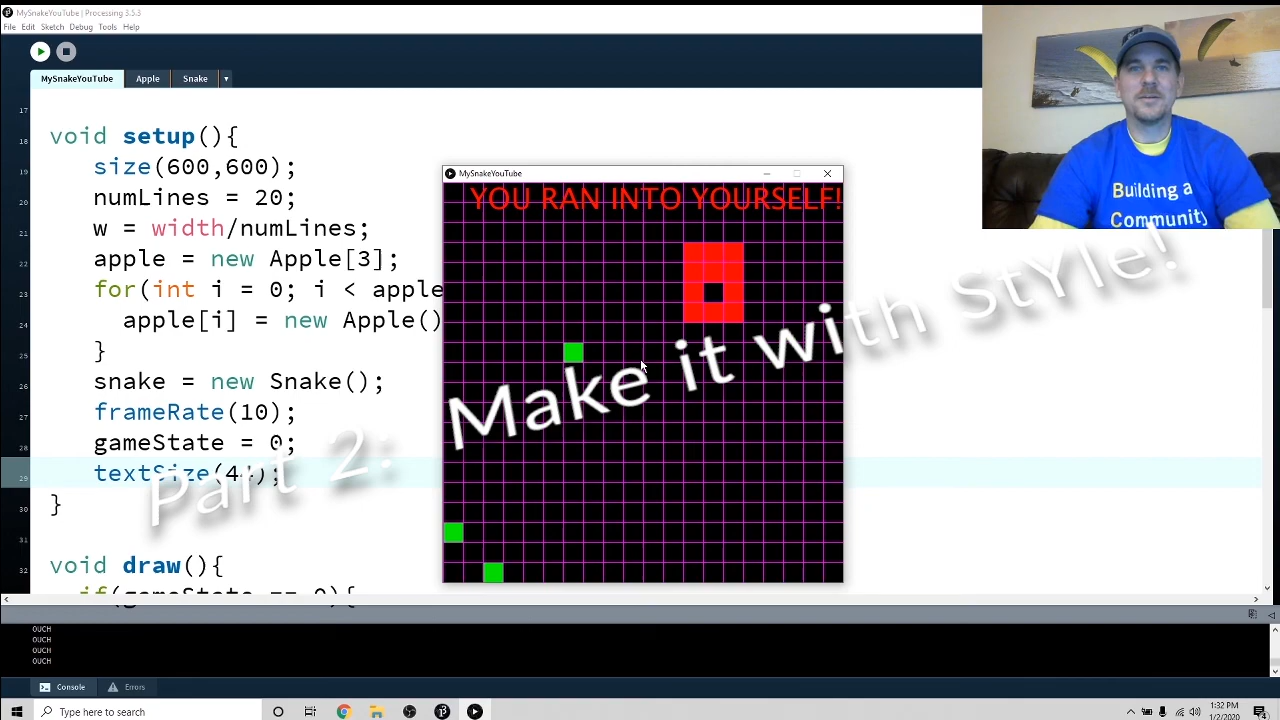 MySnakeYouTube | Processing 3.5.3
File Edit Sketch Debug Tools Help
MySnakeYouTube Apple Snake
17
18 void setup(){
19 size(600,600);
20 numLines = 20;
21 w = width/numLines;
22 apple = new Apple[3];
23 for(int i = 0; i < apple
24 apple[i] = new Apple()
25 }
26 snake = new Snake();
27 frameRate(10);
28 gameState = 0;
29 textSize(44);
30 }
31
32 void draw(){
if(gameState == 0){
MySnakeYouTube
YOU RAN INTO YOURSELF!
Building a
Community
Part 2: Make it with StYle!
OUCH
OUCH
OUCH
OUCH
Console Errors
Type here to search
1:32 PM
1/2/2020